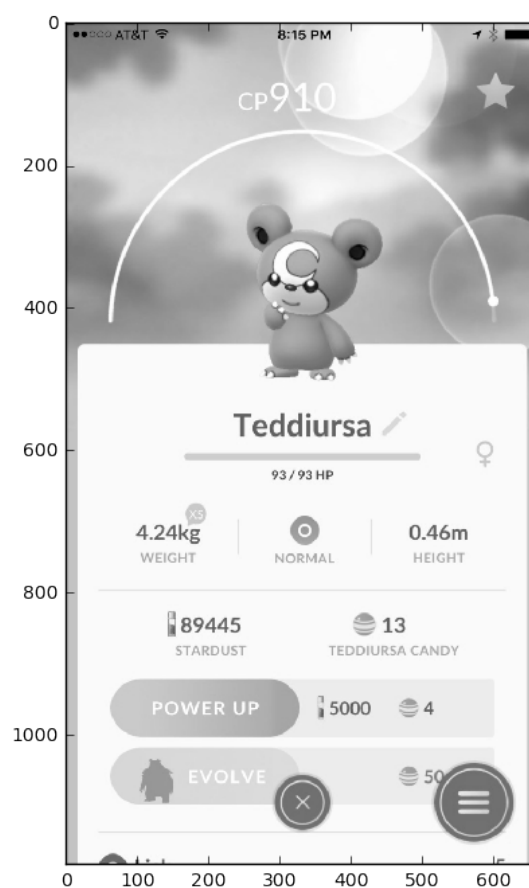 0
●●○○○ AT&T 8:15 PM
CP910
200
400
Teddiursa
600
93 / 93 HP
XS
4.24kg 0.46m
WEIGHT NORMAL HEIGHT
800
89445 13
STARDUST TEDDIURSA CANDY
POWER UP 5000 4
1000
EVOLVE 50
0 100 200 300 400 500 600